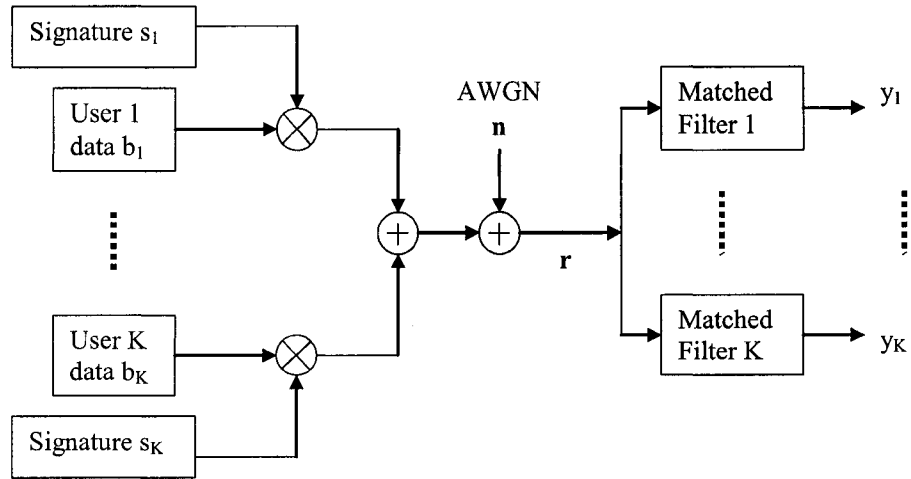 Signature s₁
User 1
data b₁
AWGN
n
Matched
Filter 1
y₁
r
User K
data bK
Signature sK
Matched
Filter K
yK